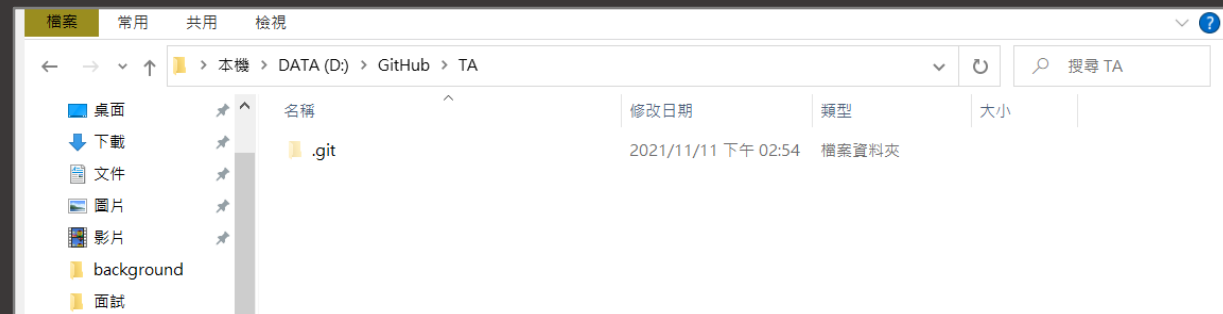 檔案 常用 共用 檢視
本機 > DATA (D:) > GitHub > TA 搜尋 TA
名稱 修改日期 類型 大小
.git 2021/11/11 下午 02:54 檔案資料夾
桌面
下載
文件
圖片
影片
background
面試